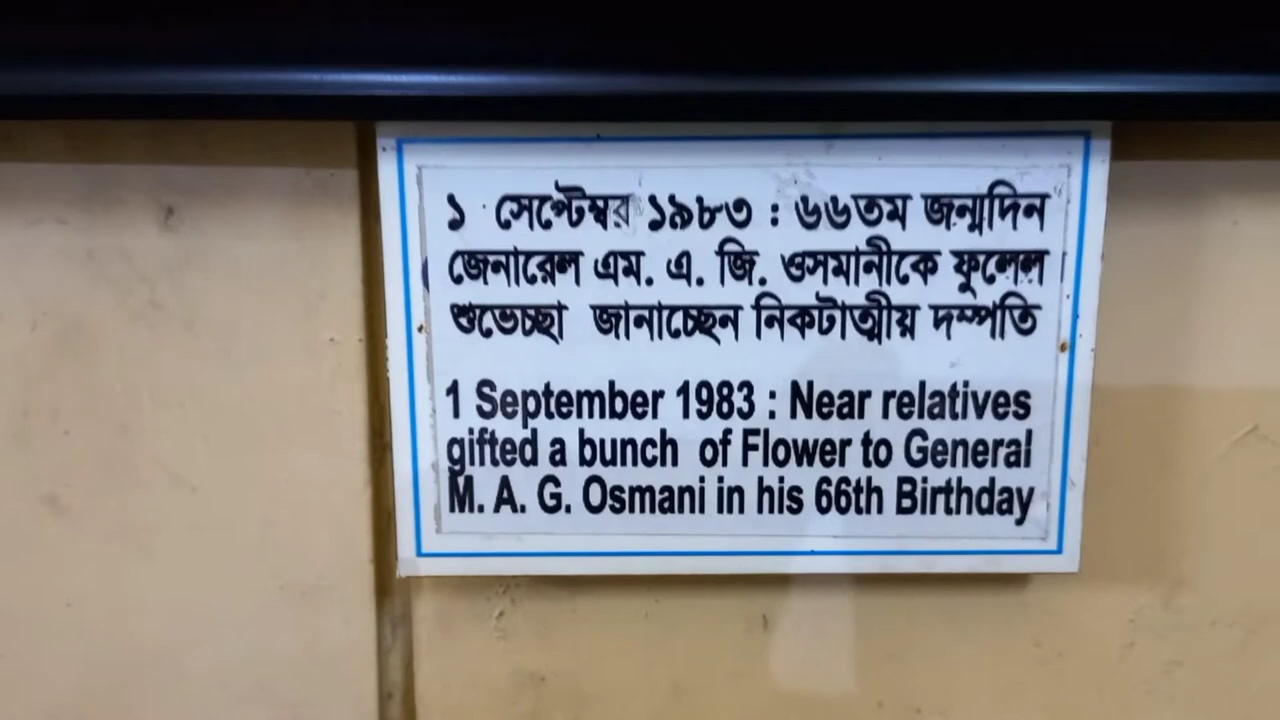 ১ সেপ্টেম্বর ১৯৮৩ : ৬৬তম জন্মদিন
জেনারেল এম. এ. জি. ওসমানীকে ফুলেল
শুভেচ্ছা জানাচ্ছেন নিকটাত্মীয় দম্পতি
1 September 1983 : Near relatives
gifted a bunch of Flower to General
M. A. G. Osmani in his 66th Birthday